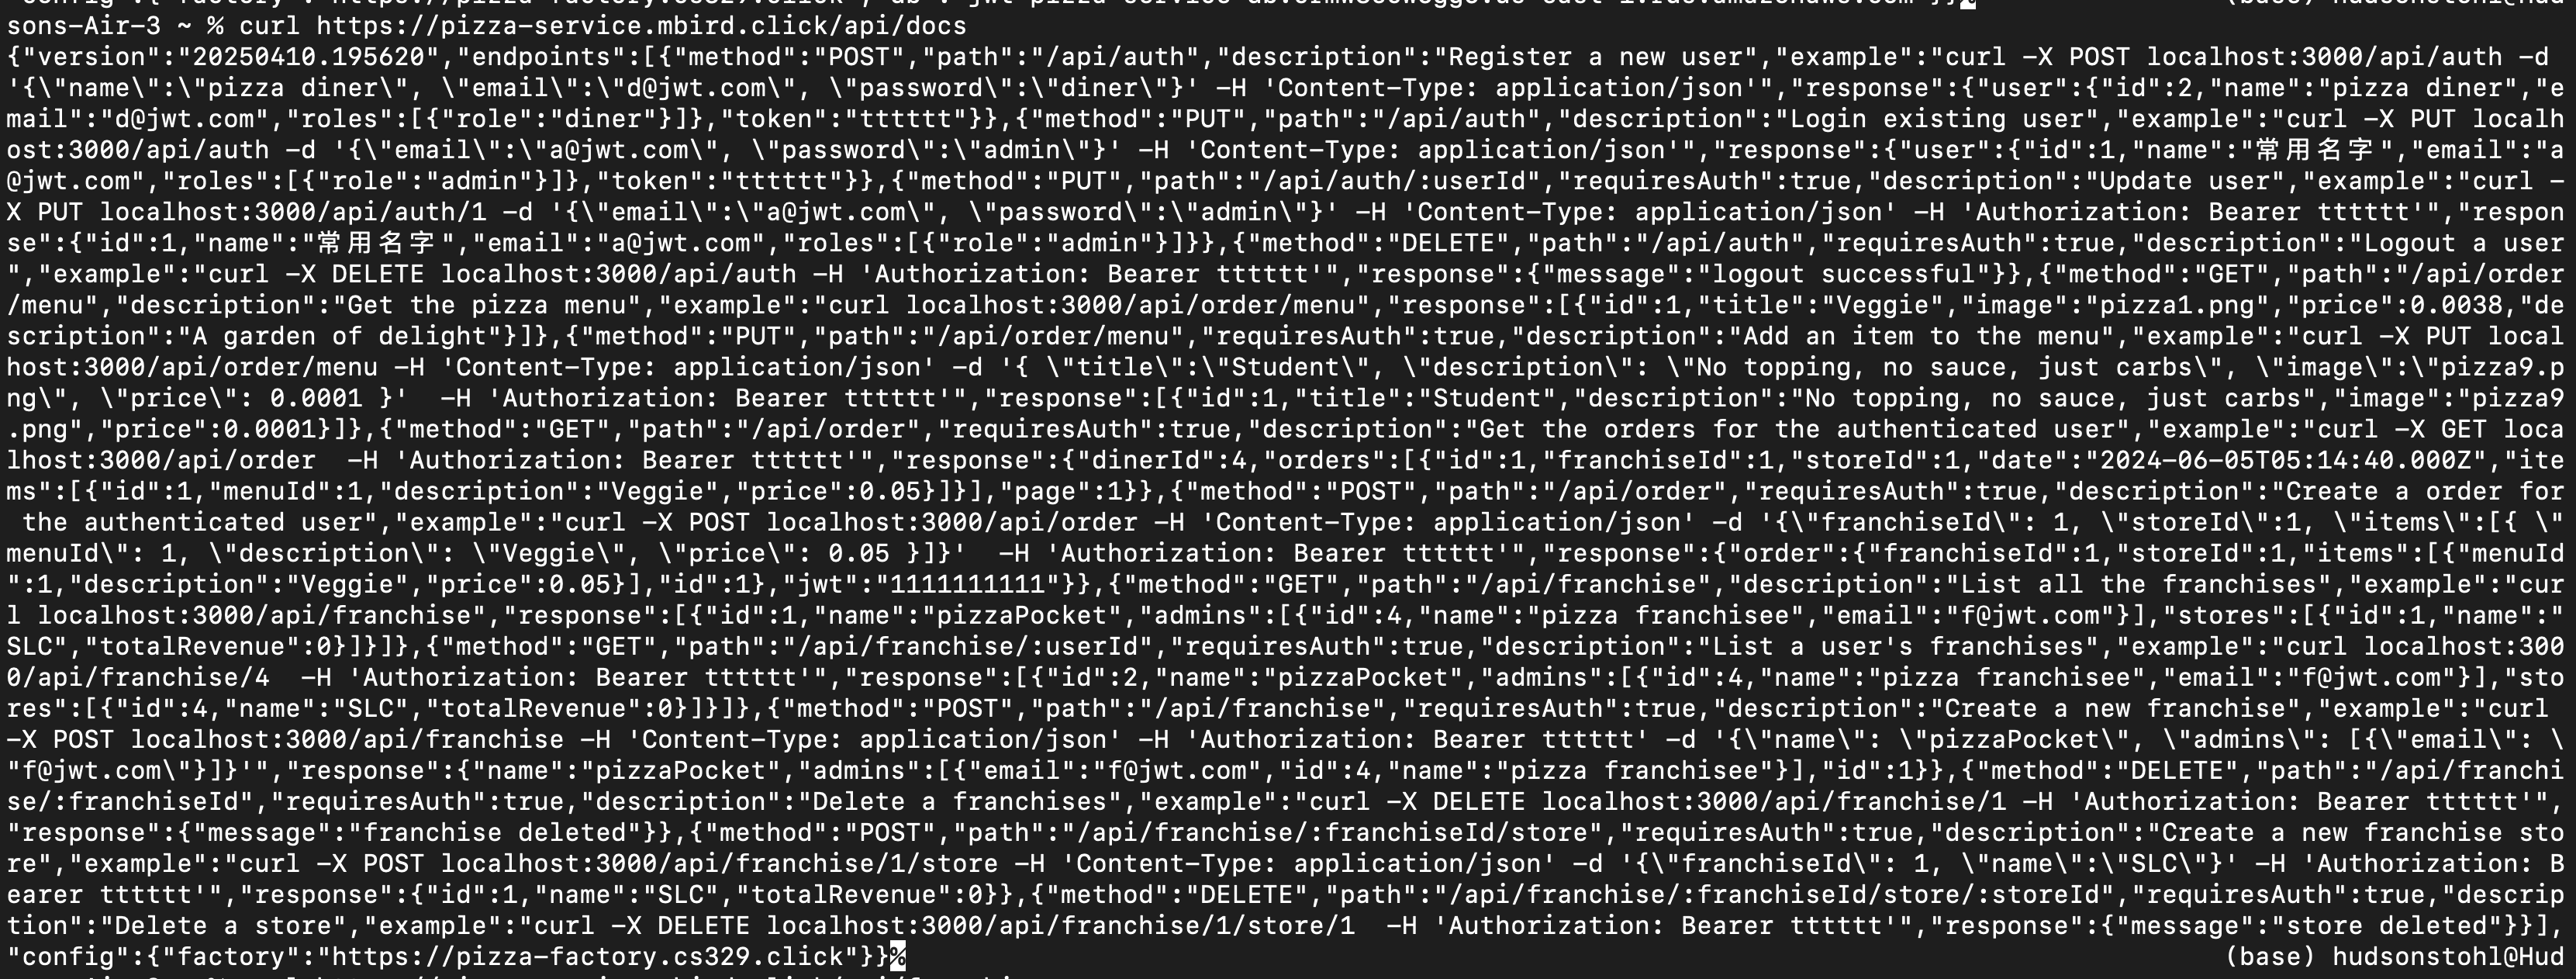 (base) hudsonstohl@Hud
sons-Air-3 ~ % curl https://pizza-service.mbird.click/api/docs
{"version":"20250410.195620","endpoints":[{"method":"POST","path":"/api/auth","description":"Register a new user","example":"curl -X POST localhost:3000/api/auth -d
'{\"name\":\"pizza diner\", \"email\":\"d@jwt.com\", \"password\":\"diner\"}' -H 'Content-Type: application/json'","response":{"user":{"id":2,"name":"pizza diner","e
mail":"d@jwt.com","roles":[{"role":"diner"}]},"token":"tttttt"}},{"method":"PUT","path":"/api/auth","description":"Login existing user","example":"curl -X PUT localh
ost:3000/api/auth -d '{\"email\":\"a@jwt.com\", \"password\":\"admin\"}' -H 'Content-Type: application/json'","response":{"user":{"id":1,"name":"常用名字","email":"a
@jwt.com","roles":[{"role":"admin"}]},"token":"tttttt"}},{"method":"PUT","path":"/api/auth/:userId","requiresAuth":true,"description":"Update user","example":"curl -
X PUT localhost:3000/api/auth/1 -d '{\"email\":\"a@jwt.com\", \"password\":\"admin\"}' -H 'Content-Type: application/json' -H 'Authorization: Bearer tttttt'","respon
se":{"id":1,"name":"常用名字","email":"a@jwt.com","roles":[{"role":"admin"}]}},{"method":"DELETE","path":"/api/auth","requiresAuth":true,"description":"Logout a user
","example":"curl -X DELETE localhost:3000/api/auth -H 'Authorization: Bearer tttttt'","response":{"message":"logout successful"}},{"method":"GET","path":"/api/order
/menu","description":"Get the pizza menu","example":"curl localhost:3000/api/order/menu","response":[{"id":1,"title":"Veggie","image":"pizza1.png","price":0.0038,"de
scription":"A garden of delight"}]},{"method":"PUT","path":"/api/order/menu","requiresAuth":true,"description":"Add an item to the menu","example":"curl -X PUT local
host:3000/api/order/menu -H 'Content-Type: application/json' -d '{ \"title\":\"Student\", \"description\": \"No topping, no sauce, just carbs\", \"image\":\"pizza9.p
ng\", \"price\": 0.0001 }'  -H 'Authorization: Bearer tttttt'","response":[{"id":1,"title":"Student","description":"No topping, no sauce, just carbs","image":"pizza9
.png","price":0.0001}]},{"method":"GET","path":"/api/order","requiresAuth":true,"description":"Get the orders for the authenticated user","example":"curl -X GET loca
lhost:3000/api/order  -H 'Authorization: Bearer tttttt'","response":{"dinerId":4,"orders":[{"id":1,"franchiseId":1,"storeId":1,"date":"2024-06-05T05:14:40.000Z","ite
ms":[{"id":1,"menuId":1,"description":"Veggie","price":0.05}]}],"page":1}},{"method":"POST","path":"/api/order","requiresAuth":true,"description":"Create a order for
 the authenticated user","example":"curl -X POST localhost:3000/api/order -H 'Content-Type: application/json' -d '{\"franchiseId\": 1, \"storeId\":1, \"items\":[{ \"
menuId\": 1, \"description\": \"Veggie\", \"price\": 0.05 }]}'  -H 'Authorization: Bearer tttttt'","response":{"order":{"franchiseId":1,"storeId":1,"items":[{"menuId
":1,"description":"Veggie","price":0.05}],"id":1},"jwt":"1111111111"}},{"method":"GET","path":"/api/franchise","description":"List all the franchises","example":"cur
l localhost:3000/api/franchise","response":[{"id":1,"name":"pizzaPocket","admins":[{"id":4,"name":"pizza franchisee","email":"f@jwt.com"}],"stores":[{"id":1,"name":"
SLC","totalRevenue":0}]}]},{"method":"GET","path":"/api/franchise/:userId","requiresAuth":true,"description":"List a user's franchises","example":"curl localhost:300
0/api/franchise/4  -H 'Authorization: Bearer tttttt'","response":[{"id":2,"name":"pizzaPocket","admins":[{"id":4,"name":"pizza franchisee","email":"f@jwt.com"}],"sto
res":[{"id":4,"name":"SLC","totalRevenue":0}]}]},{"method":"POST","path":"/api/franchise","requiresAuth":true,"description":"Create a new franchise","example":"curl
-X POST localhost:3000/api/franchise -H 'Content-Type: application/json' -H 'Authorization: Bearer tttttt' -d '{\"name\": \"pizzaPocket\", \"admins\": [{\"email\": \
"f@jwt.com\"}]}'","response":{"name":"pizzaPocket","admins":[{"email":"f@jwt.com","id":4,"name":"pizza franchisee"}],"id":1}},{"method":"DELETE","path":"/api/franchi
se/:franchiseId","requiresAuth":true,"description":"Delete a franchises","example":"curl -X DELETE localhost:3000/api/franchise/1 -H 'Authorization: Bearer tttttt'",
"response":{"message":"franchise deleted"}},{"method":"POST","path":"/api/franchise/:franchiseId/store","requiresAuth":true,"description":"Create a new franchise sto
re","example":"curl -X POST localhost:3000/api/franchise/1/store -H 'Content-Type: application/json' -d '{\"franchiseId\": 1, \"name\":\"SLC\"}' -H 'Authorization: B
earer tttttt'","response":{"id":1,"name":"SLC","totalRevenue":0}},{"method":"DELETE","path":"/api/franchise/:franchiseId/store/:storeId","requiresAuth":true,"descrip
tion":"Delete a store","example":"curl -X DELETE localhost:3000/api/franchise/1/store/1  -H 'Authorization: Bearer tttttt'","response":{"message":"store deleted"}}],
"config":{"factory":"https://pizza-factory.cs329.click"}}% (base) hudsonstohl@Hud